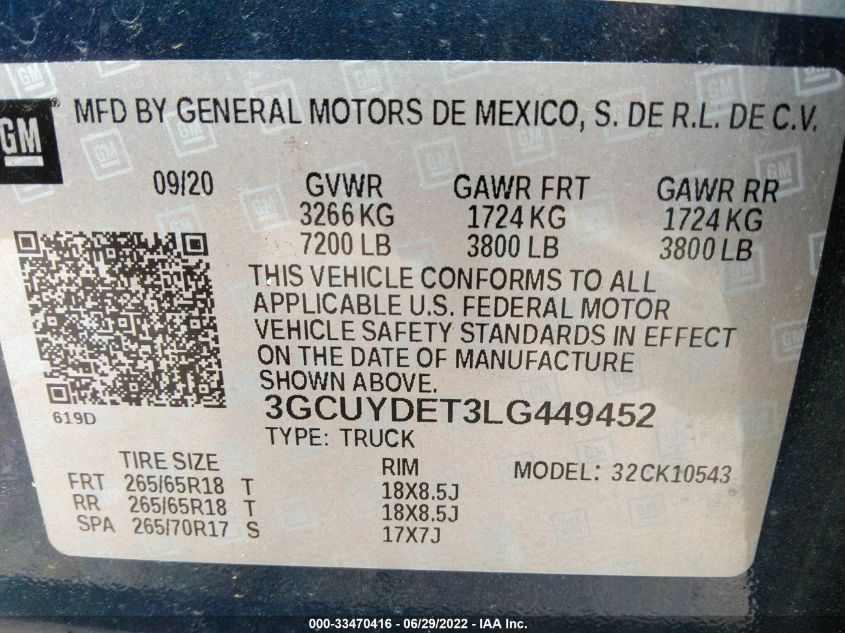 GM ® MFD BY GENERAL MOTORS DE MEXICO, S. DE R.L. DE C.V.
09/20 GVWR GAWR FRT GAWR RR
3266 KG 1724 KG 1724 KG
7200 LB 3800 LB 3800 LB
THIS VEHICLE CONFORMS TO ALL
APPLICABLE U.S. FEDERAL MOTOR
VEHICLE SAFETY STANDARDS IN EFFECT
ON THE DATE OF MANUFACTURE
SHOWN ABOVE.
619D
3GCUYDET3LG449452
TYPE: TRUCK
TIRE SIZE RIM MODEL: 32CK10543
FRT 265/65R18 T 18X8.5J
RR 265/65R18 T 18X8.5J
SPA 265/70R17 S 17X7J
000-33470416 - 06/29/2022 - IAA Inc.